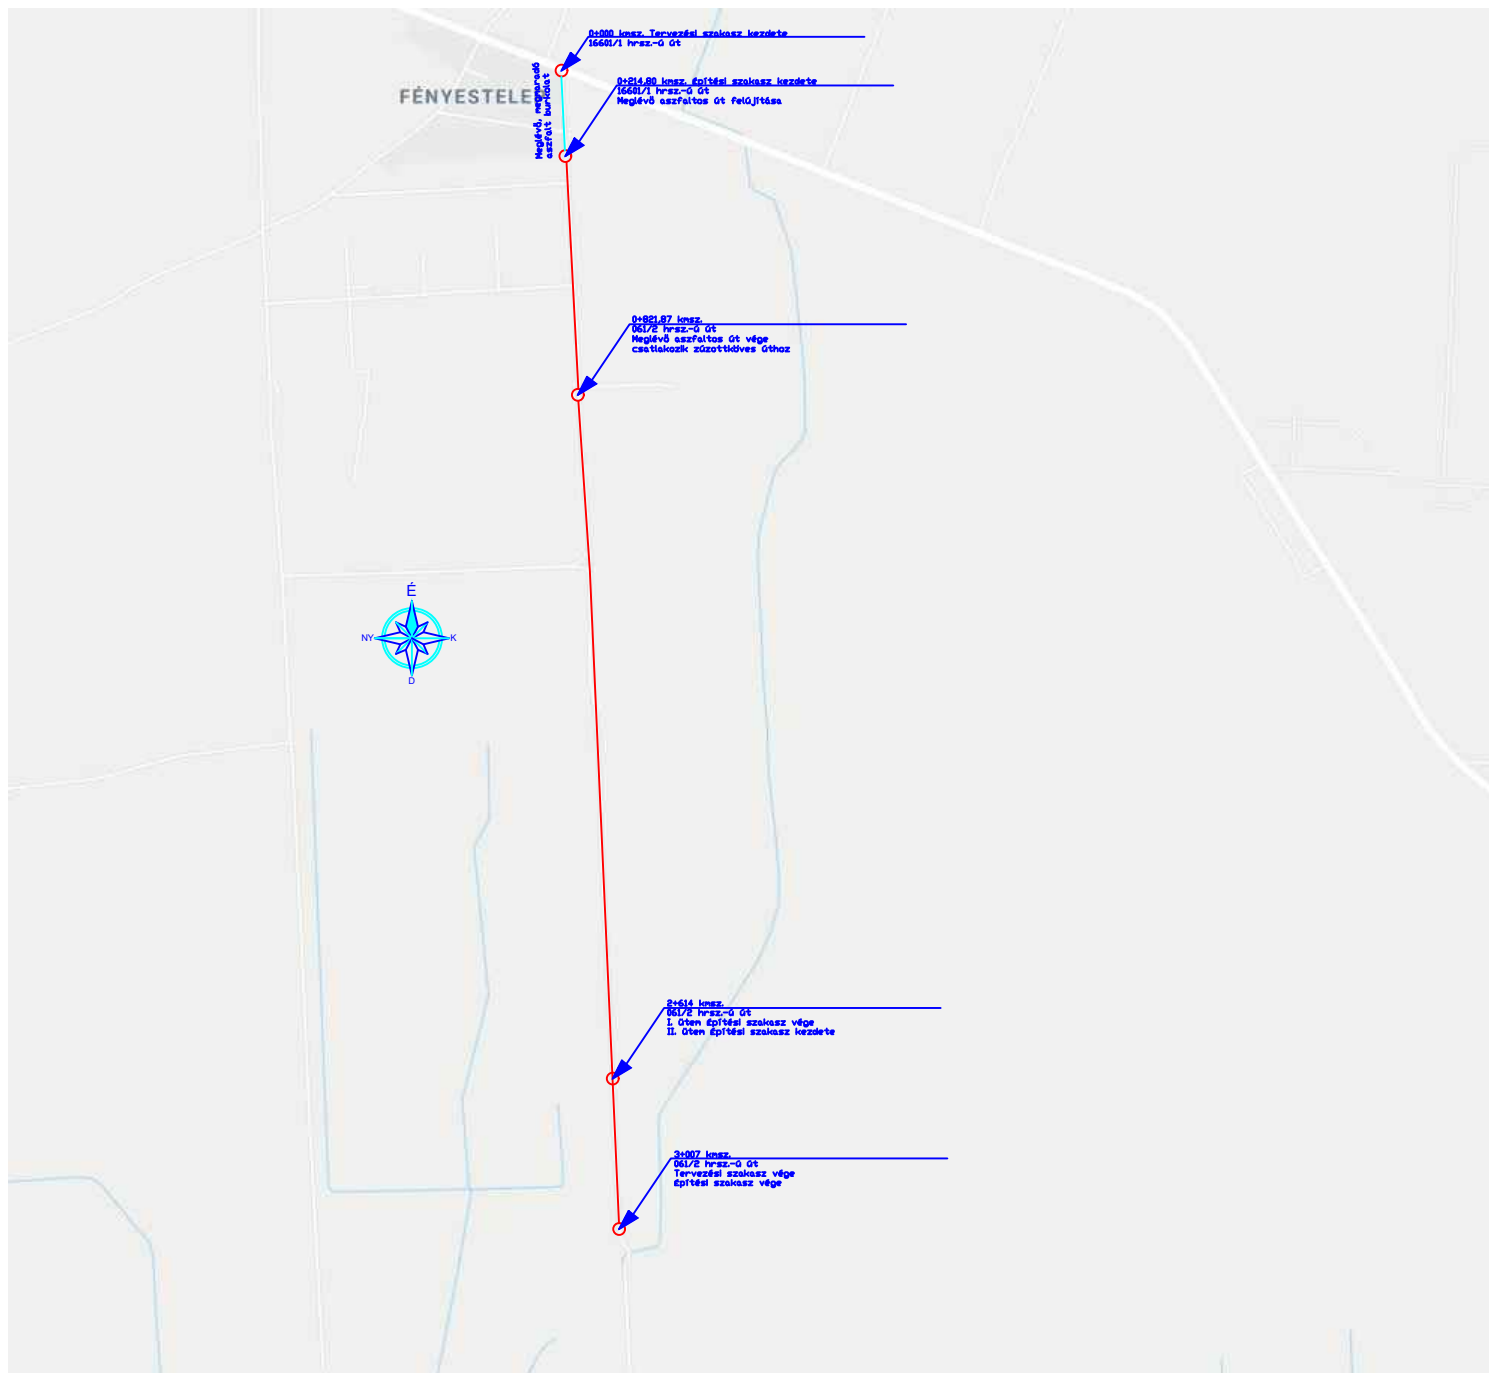 0+000 kmsz. Tervezési szakasz kezdete
16601/1 hrsz.-ú út
Meglévő, megmaradó
aszfalt burkolat
0+214,80 kmsz. Építési szakasz kezdete
16601/1 hrsz.-ú út
Meglévő aszfaltos út felújítása
0+821,87 kmsz.
061/2 hrsz.-ú út
Meglévő aszfaltos út vége
csatlakozik zúzottköves úthoz
É
NY
K
D
2+614 kmsz.
061/2 hrsz.-ú út
I. ütem Építési szakasz vége
II. ütem Építési szakasz kezdete
3+007 kmsz.
061/2 hrsz.-ú út
Tervezési szakasz vége
Építési szakasz vége